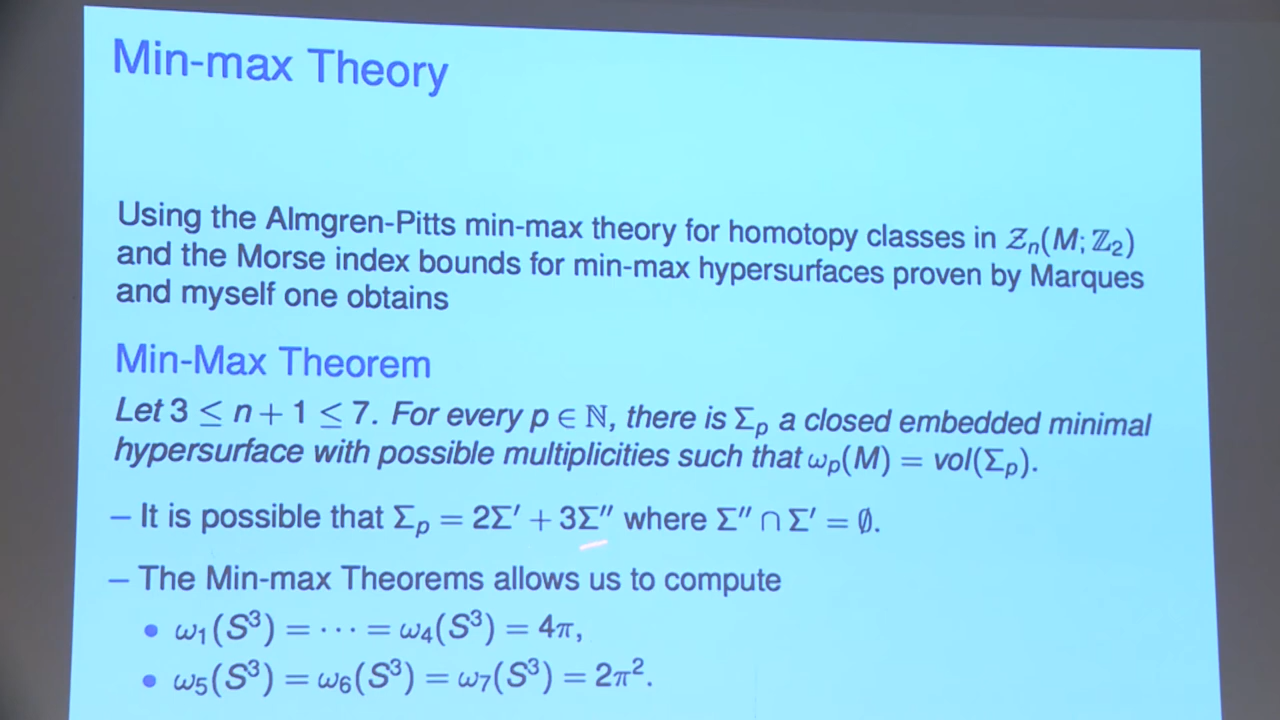 Min-max Theory
Using the Almgren-Pitts min-max theory for homotopy classes in 𝒵ₙ(M; ℤ₂)
and the Morse index bounds for min-max hypersurfaces proven by Marques
and myself one obtains
Min-Max Theorem
Let 3 ≤ n + 1 ≤ 7. For every p ∈ ℕ, there is Σₚ a closed embedded minimal
hypersurface with possible multiplicities such that ωₚ(M) = vol(Σₚ).
– It is possible that Σₚ = 2Σ′ + 3Σ″ where Σ″ ∩ Σ′ = ∅.
– The Min-max Theorems allows us to compute
• ω₁(S³) = ⋯ = ω₄(S³) = 4π,
• ω₅(S³) = ω₆(S³) = ω₇(S³) = 2π².